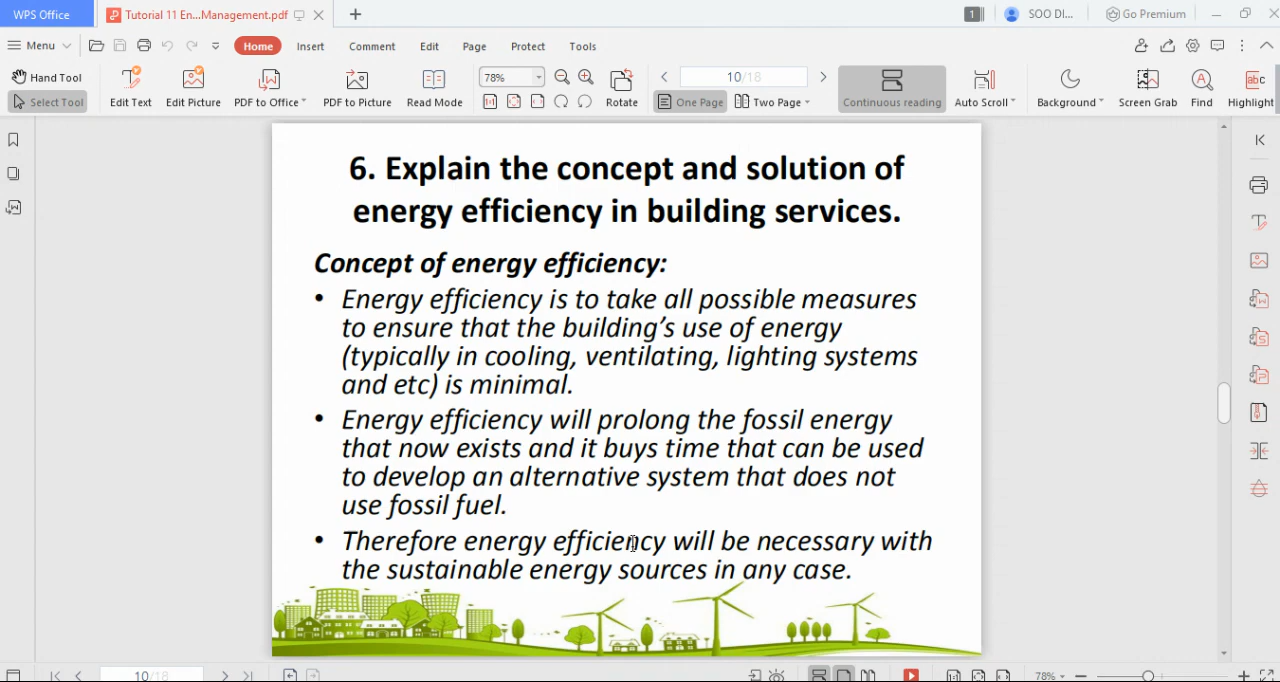 WPS Office
Tutorial 11 En...Management.pdf
1
SOO DI...
Go Premium
Menu
Home
Insert
Comment
Edit
Page
Protect
Tools
Hand Tool
Select Tool
Edit Text
Edit Picture
PDF to Office
PDF to Picture
Read Mode
78%
Rotate
10/18
One Page
Two Page
Continuous reading
Auto Scroll
Background
Screen Grab
Find
Highlight
6. Explain the concept and solution of
energy efficiency in building services.
Concept of energy efficiency:
• Energy efficiency is to take all possible measures
to ensure that the building's use of energy
(typically in cooling, ventilating, lighting systems
and etc) is minimal.
• Energy efficiency will prolong the fossil energy
that now exists and it buys time that can be used
to develop an alternative system that does not
use fossil fuel.
• Therefore energy efficiency will be necessary with
the sustainable energy sources in any case.
10/18
78%